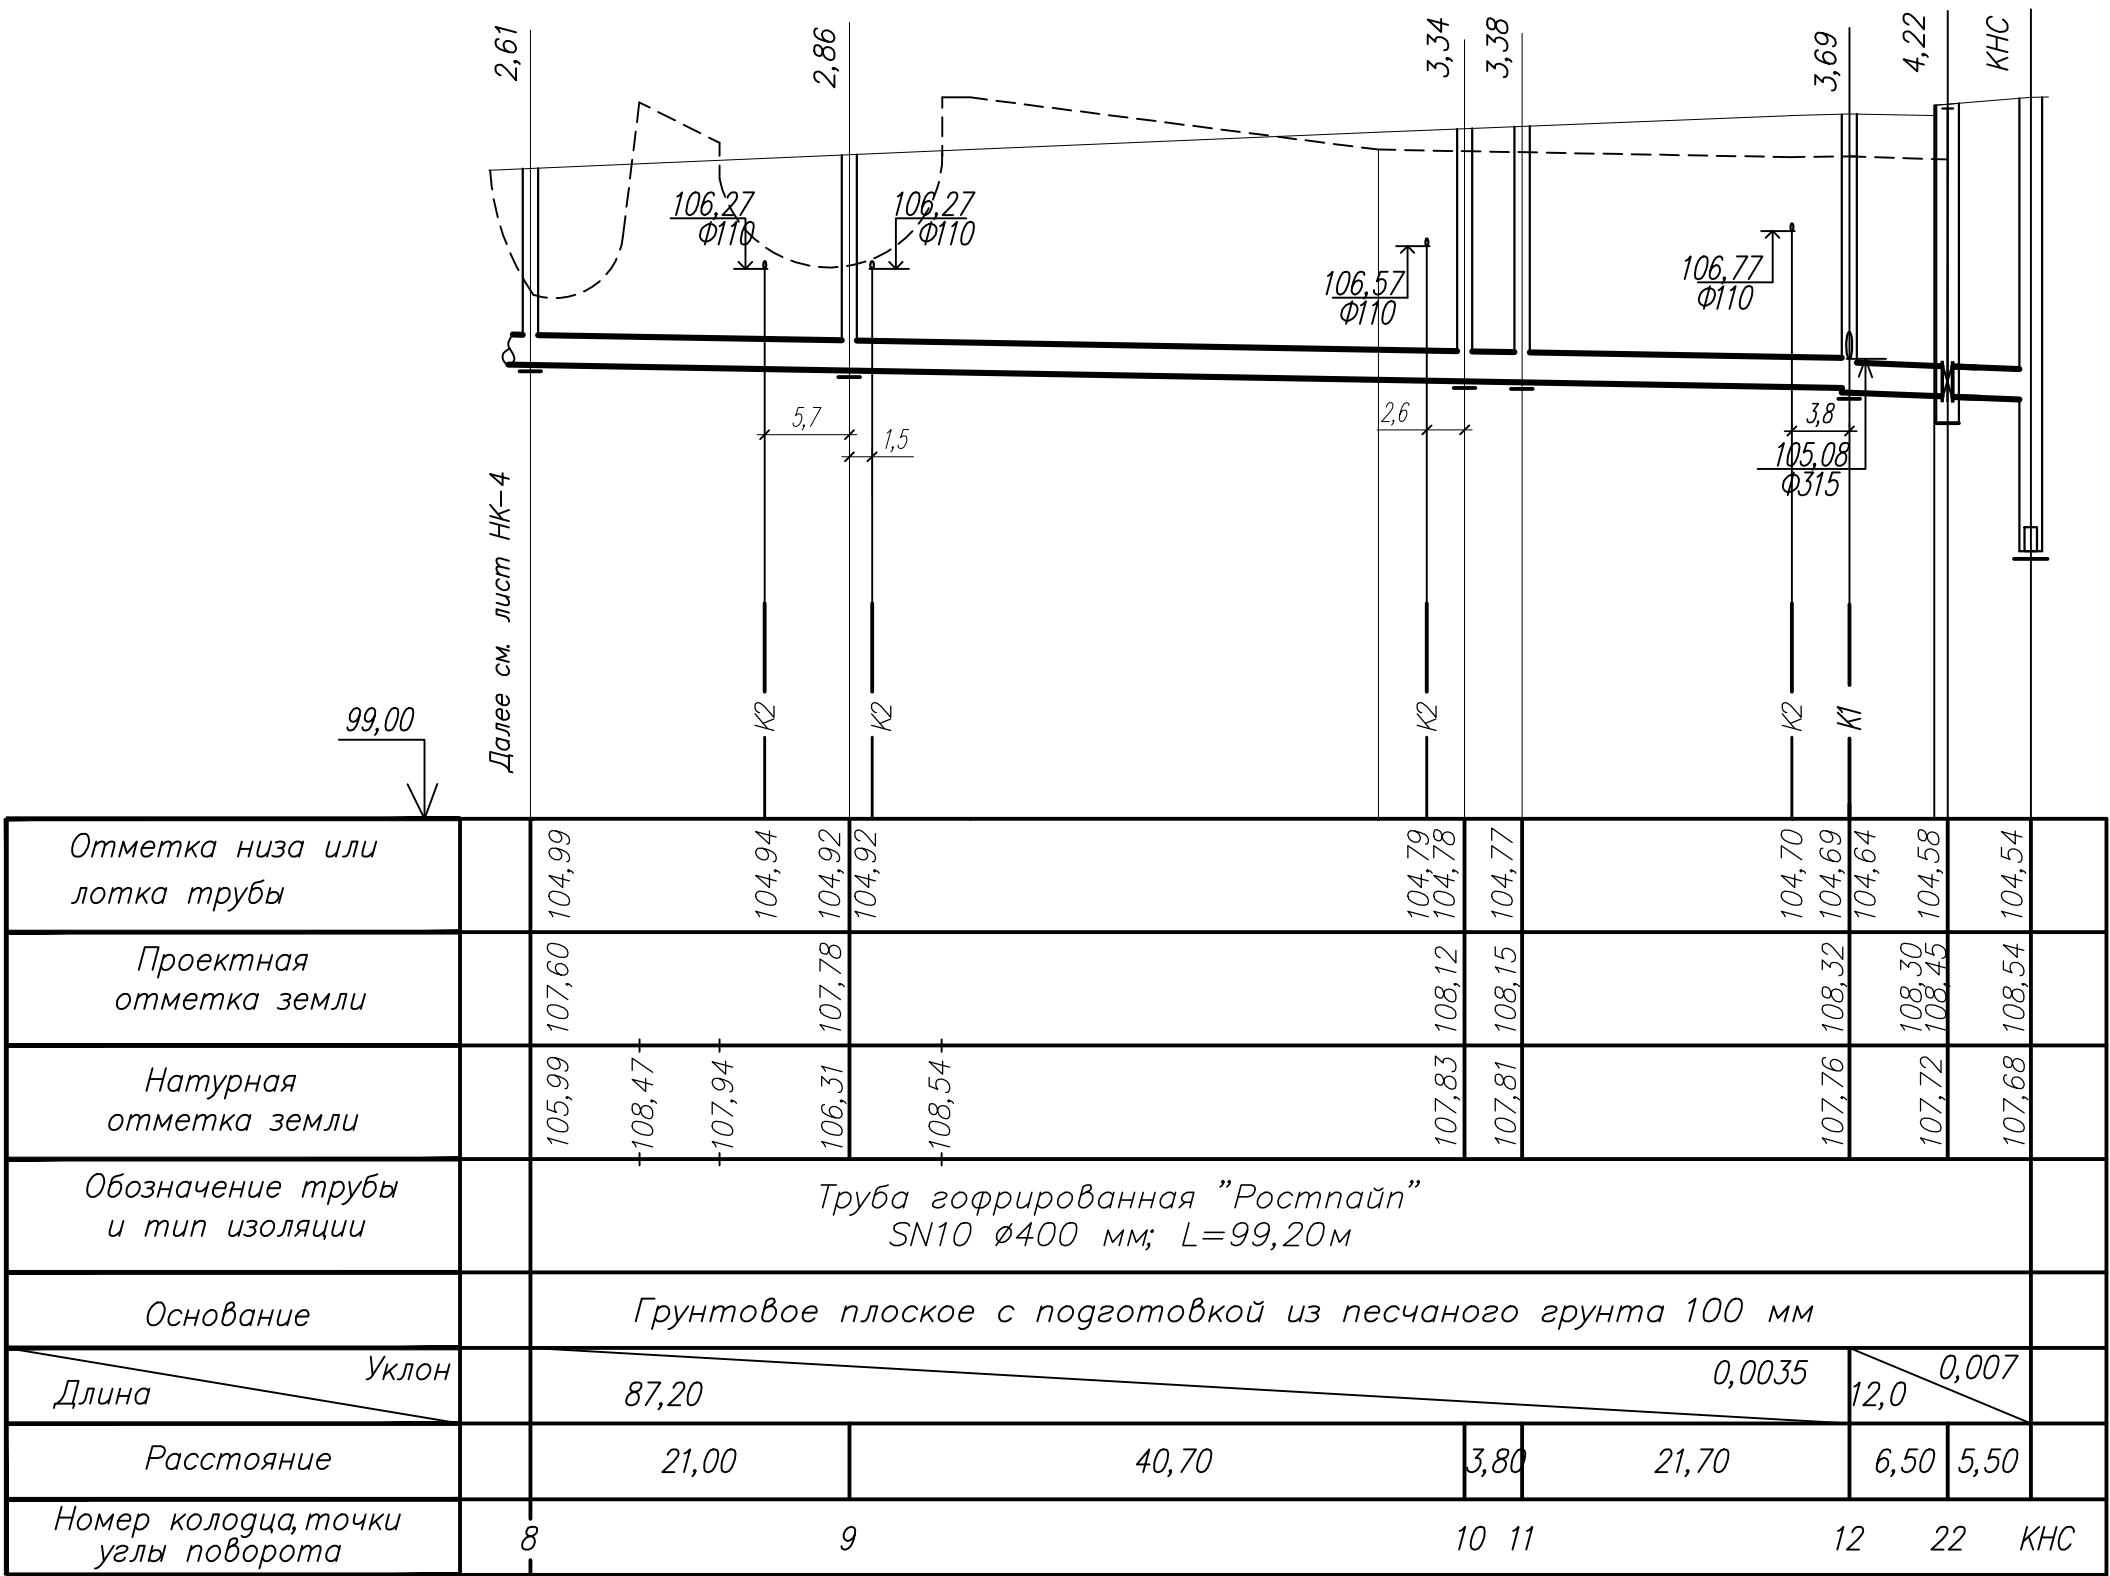 2,61
2,86
3,34
3,38
3,69
4,22
КНС
106,27
Ф110
106,27
Ф110
106,57
Ф110
106,77
Ф110
5,7
1,5
2,6
3,8
105,08
Ф315
Далее см. лист НК-4
99,00
К2
К2
К2
К2
К1
Отметка низа или
лотка трубы
104,99
104,94
104,92
104,92
104,79
104,78
104,77
104,70
104,69
104,64
104,58
104,54
Проектная
отметка земли
107,60
107,78
108,12
108,15
108,32
108,30
108,45
108,54
Натурная
отметка земли
105,99
108,47
107,94
106,31
108,54
107,83
107,81
107,76
107,72
107,68
Обозначение трубы
и тип изоляции
Труба гофрированная "Ростпайп"
SN10 ø400 мм; L=99,20м
Основание
Грунтовое плоское с подготовкой из песчаного грунта 100 мм
Уклон
Длина
87,20
0,0035
12,0
0,007
Расстояние
21,00
40,70
3,80
21,70
6,50
5,50
Номер колодца,точки
углы поворота
8
9
10
11
12
22
КНС